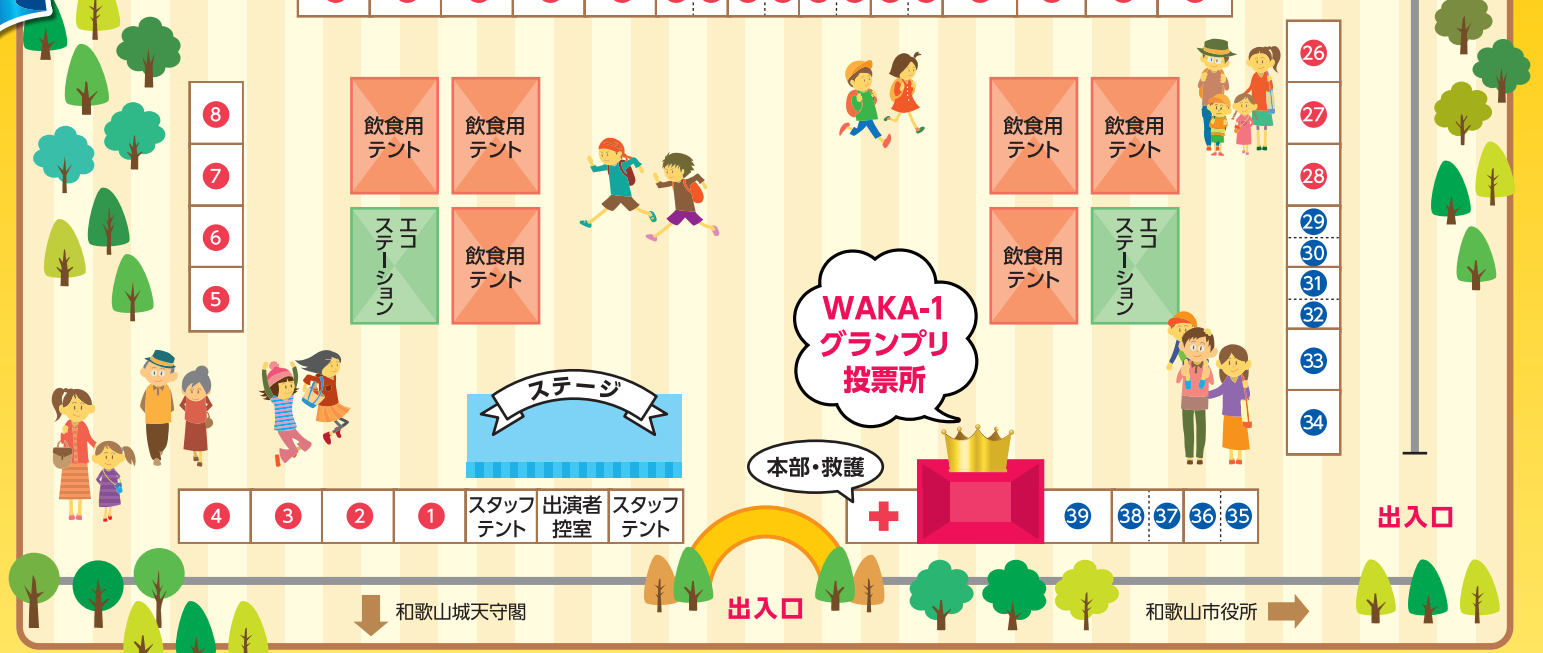 26
8
飲食用
テント
飲食用
テント
飲食用
テント
飲食用
テント
27
7
28
6
エコ
ステーション
飲食用
テント
飲食用
テント
エコ
ステーション
29
30
31
32
5
WAKA-1
グランプリ
投票所
33
ステージ
34
本部・救護
4
3
2
1
スタッフ
テント
出演者
控室
スタッフ
テント
39
38
37
36
35
出入口
出入口
和歌山城天守閣
和歌山市役所